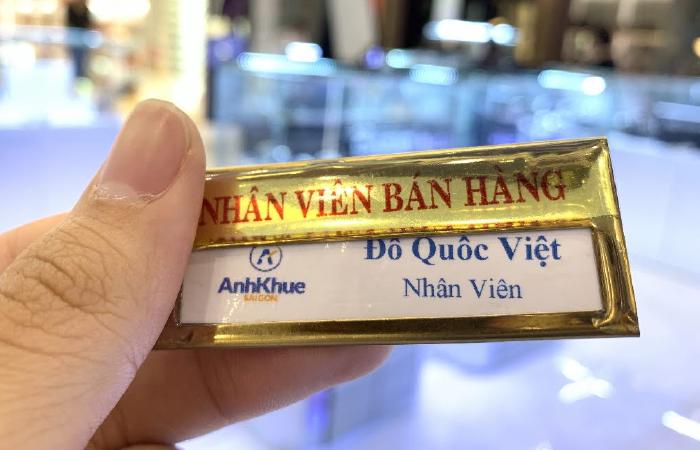 NHÂN VIÊN BÁN HÀNG
Đỗ Quốc Việt
AnhKhue
SAIGON
Nhân Viên